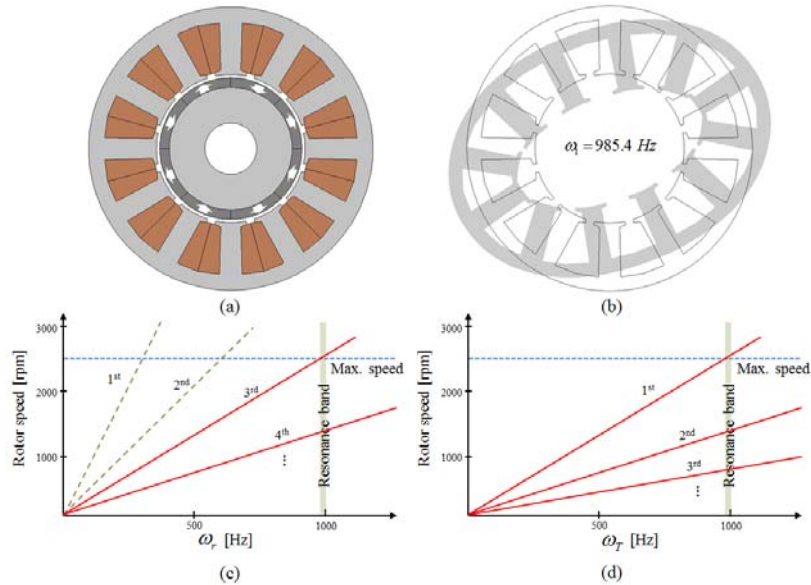 (a)
ω₁ = 985.4 Hz
(b)
Rotor speed [rpm]
3000
2000
1000
1st
2nd
3rd
4th
⋮
Max. speed
Resonance band
500
1000
ωr [Hz]
(c)
Rotor speed [rpm]
3000
2000
1000
1st
2nd
3rd
⋮
Max. speed
Resonance band
500
1000
ωT [Hz]
(d)